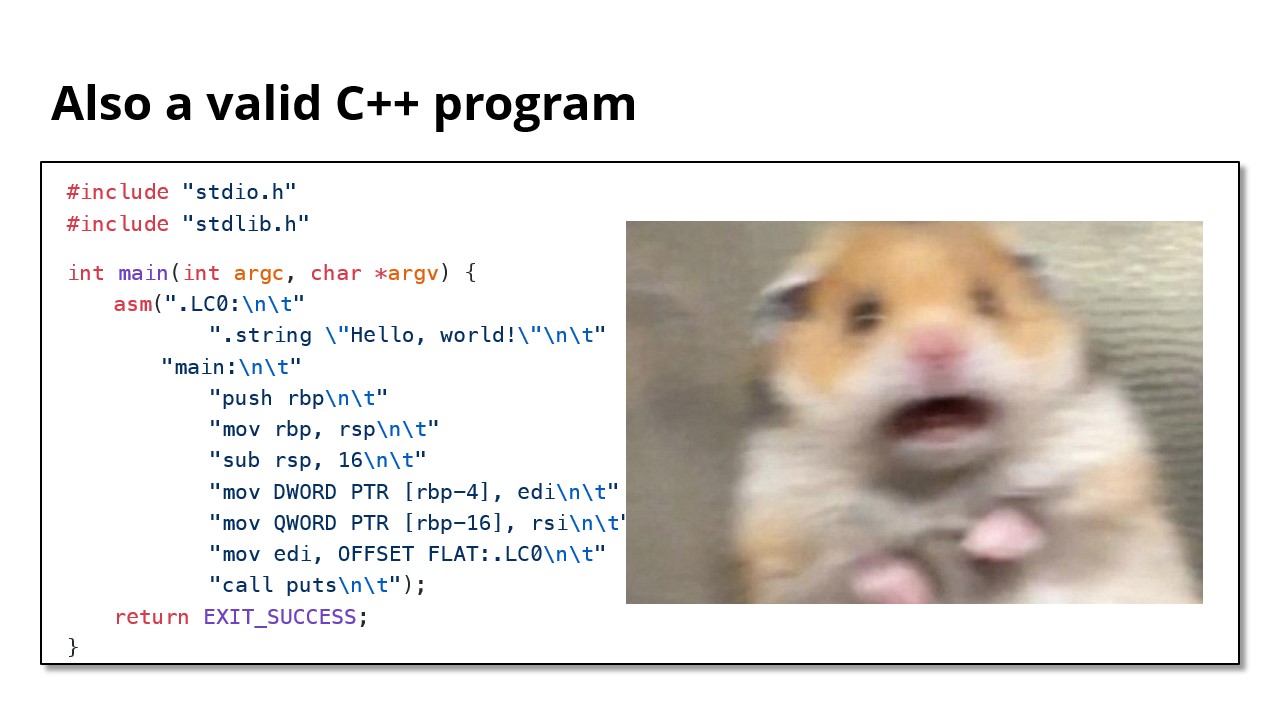 Also a valid C++ program
#include "stdio.h"
#include "stdlib.h"
int main(int argc, char *argv) {
asm(".LC0:\n\t"
".string \"Hello, world!\"\n\t"
"main:\n\t"
"push rbp\n\t"
"mov rbp, rsp\n\t"
"sub rsp, 16\n\t"
"mov DWORD PTR [rbp−4], edi\n\t"
"mov QWORD PTR [rbp−16], rsi\n\t"
"mov edi, OFFSET FLAT:.LC0\n\t"
"call puts\n\t");
return EXIT_SUCCESS;
}